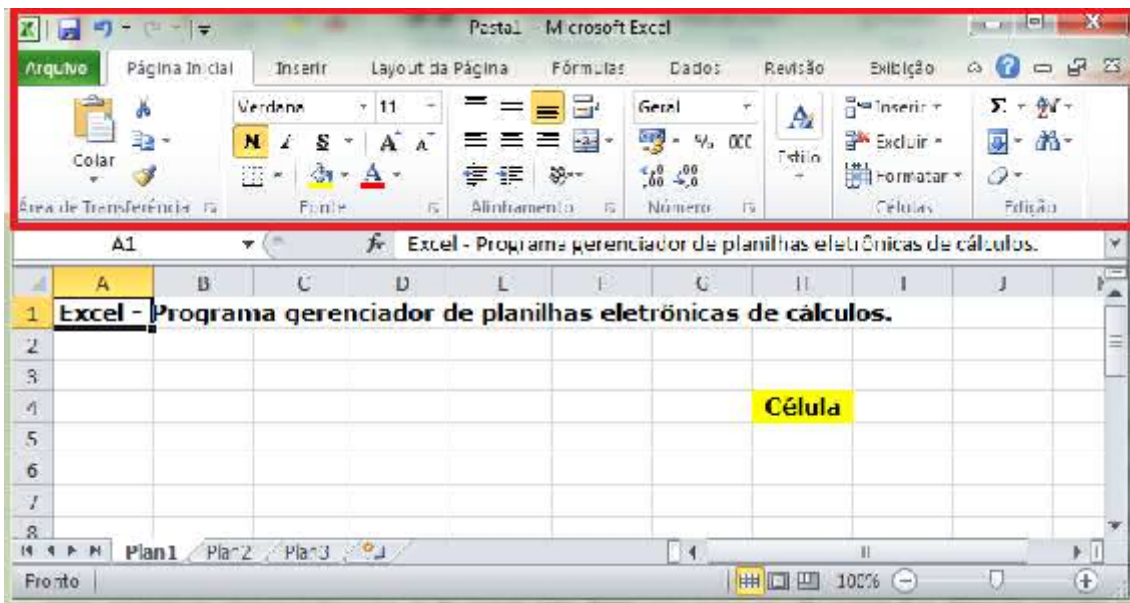 Pasta1 - Microsoft Excel
Arquivo Página Inicial Inserir Layout da Página Fórmulas Dados Revisão Exibição
Verdana 11 Geral Inserir
Colar N I S A A % 000 Estilo Excluir
A Formatar
Área de Transferência Fonte Alinhamento Número Células Edição
A1 fx Excel - Programa gerenciador de planilhas eletrônicas de cálculos.
A B C D E F G H I J
1 Excel - Programa gerenciador de planilhas eletrônicas de cálculos.
2
3
4 Célula
5
6
7
8
Plan1 Plan2 Plan3
Pronto 100%